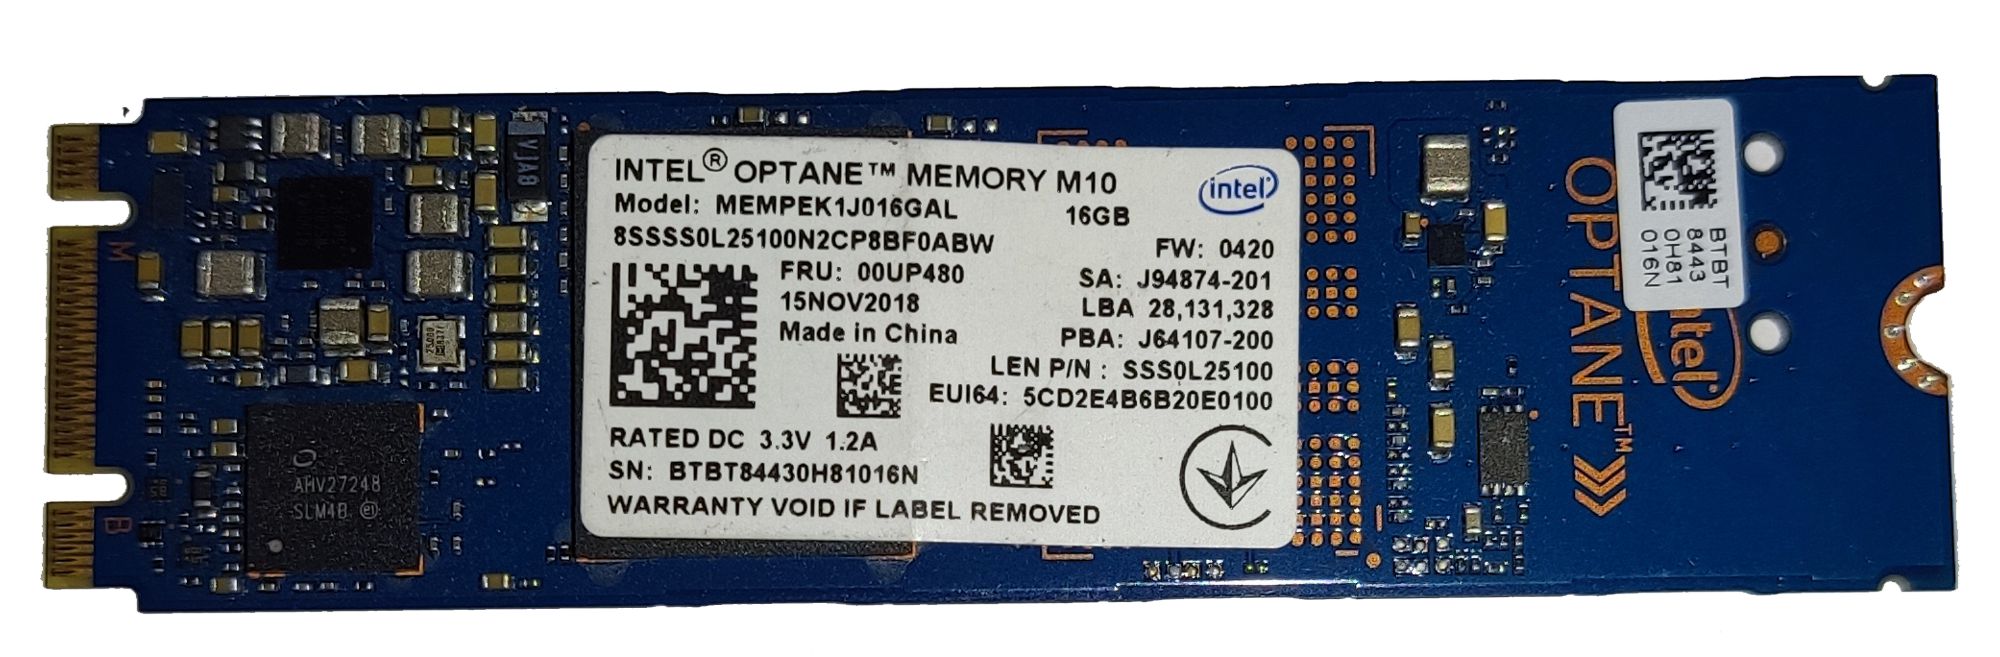 INTEL® OPTANE™ MEMORY M10
intel
Model: MEMPEK1J016GAL 16GB
8SSSS0L25100N2CP8BF0ABW
FW: 0420
FRU: 00UP480
SA: J94874-201
15NOV2018
LBA 28,131,328
Made in China
PBA: J64107-200
LEN P/N : SSS0L25100
EUI64: 5CD2E4B6B20E0100
RATED DC 3.3V 1.2A
SN: BTBT84430H81016N
WARRANTY VOID IF LABEL REMOVED
VJA8
M
B
AHV27248
SLM4B e1
BTBT
8443
0H81
016N
OPTANE™
intel